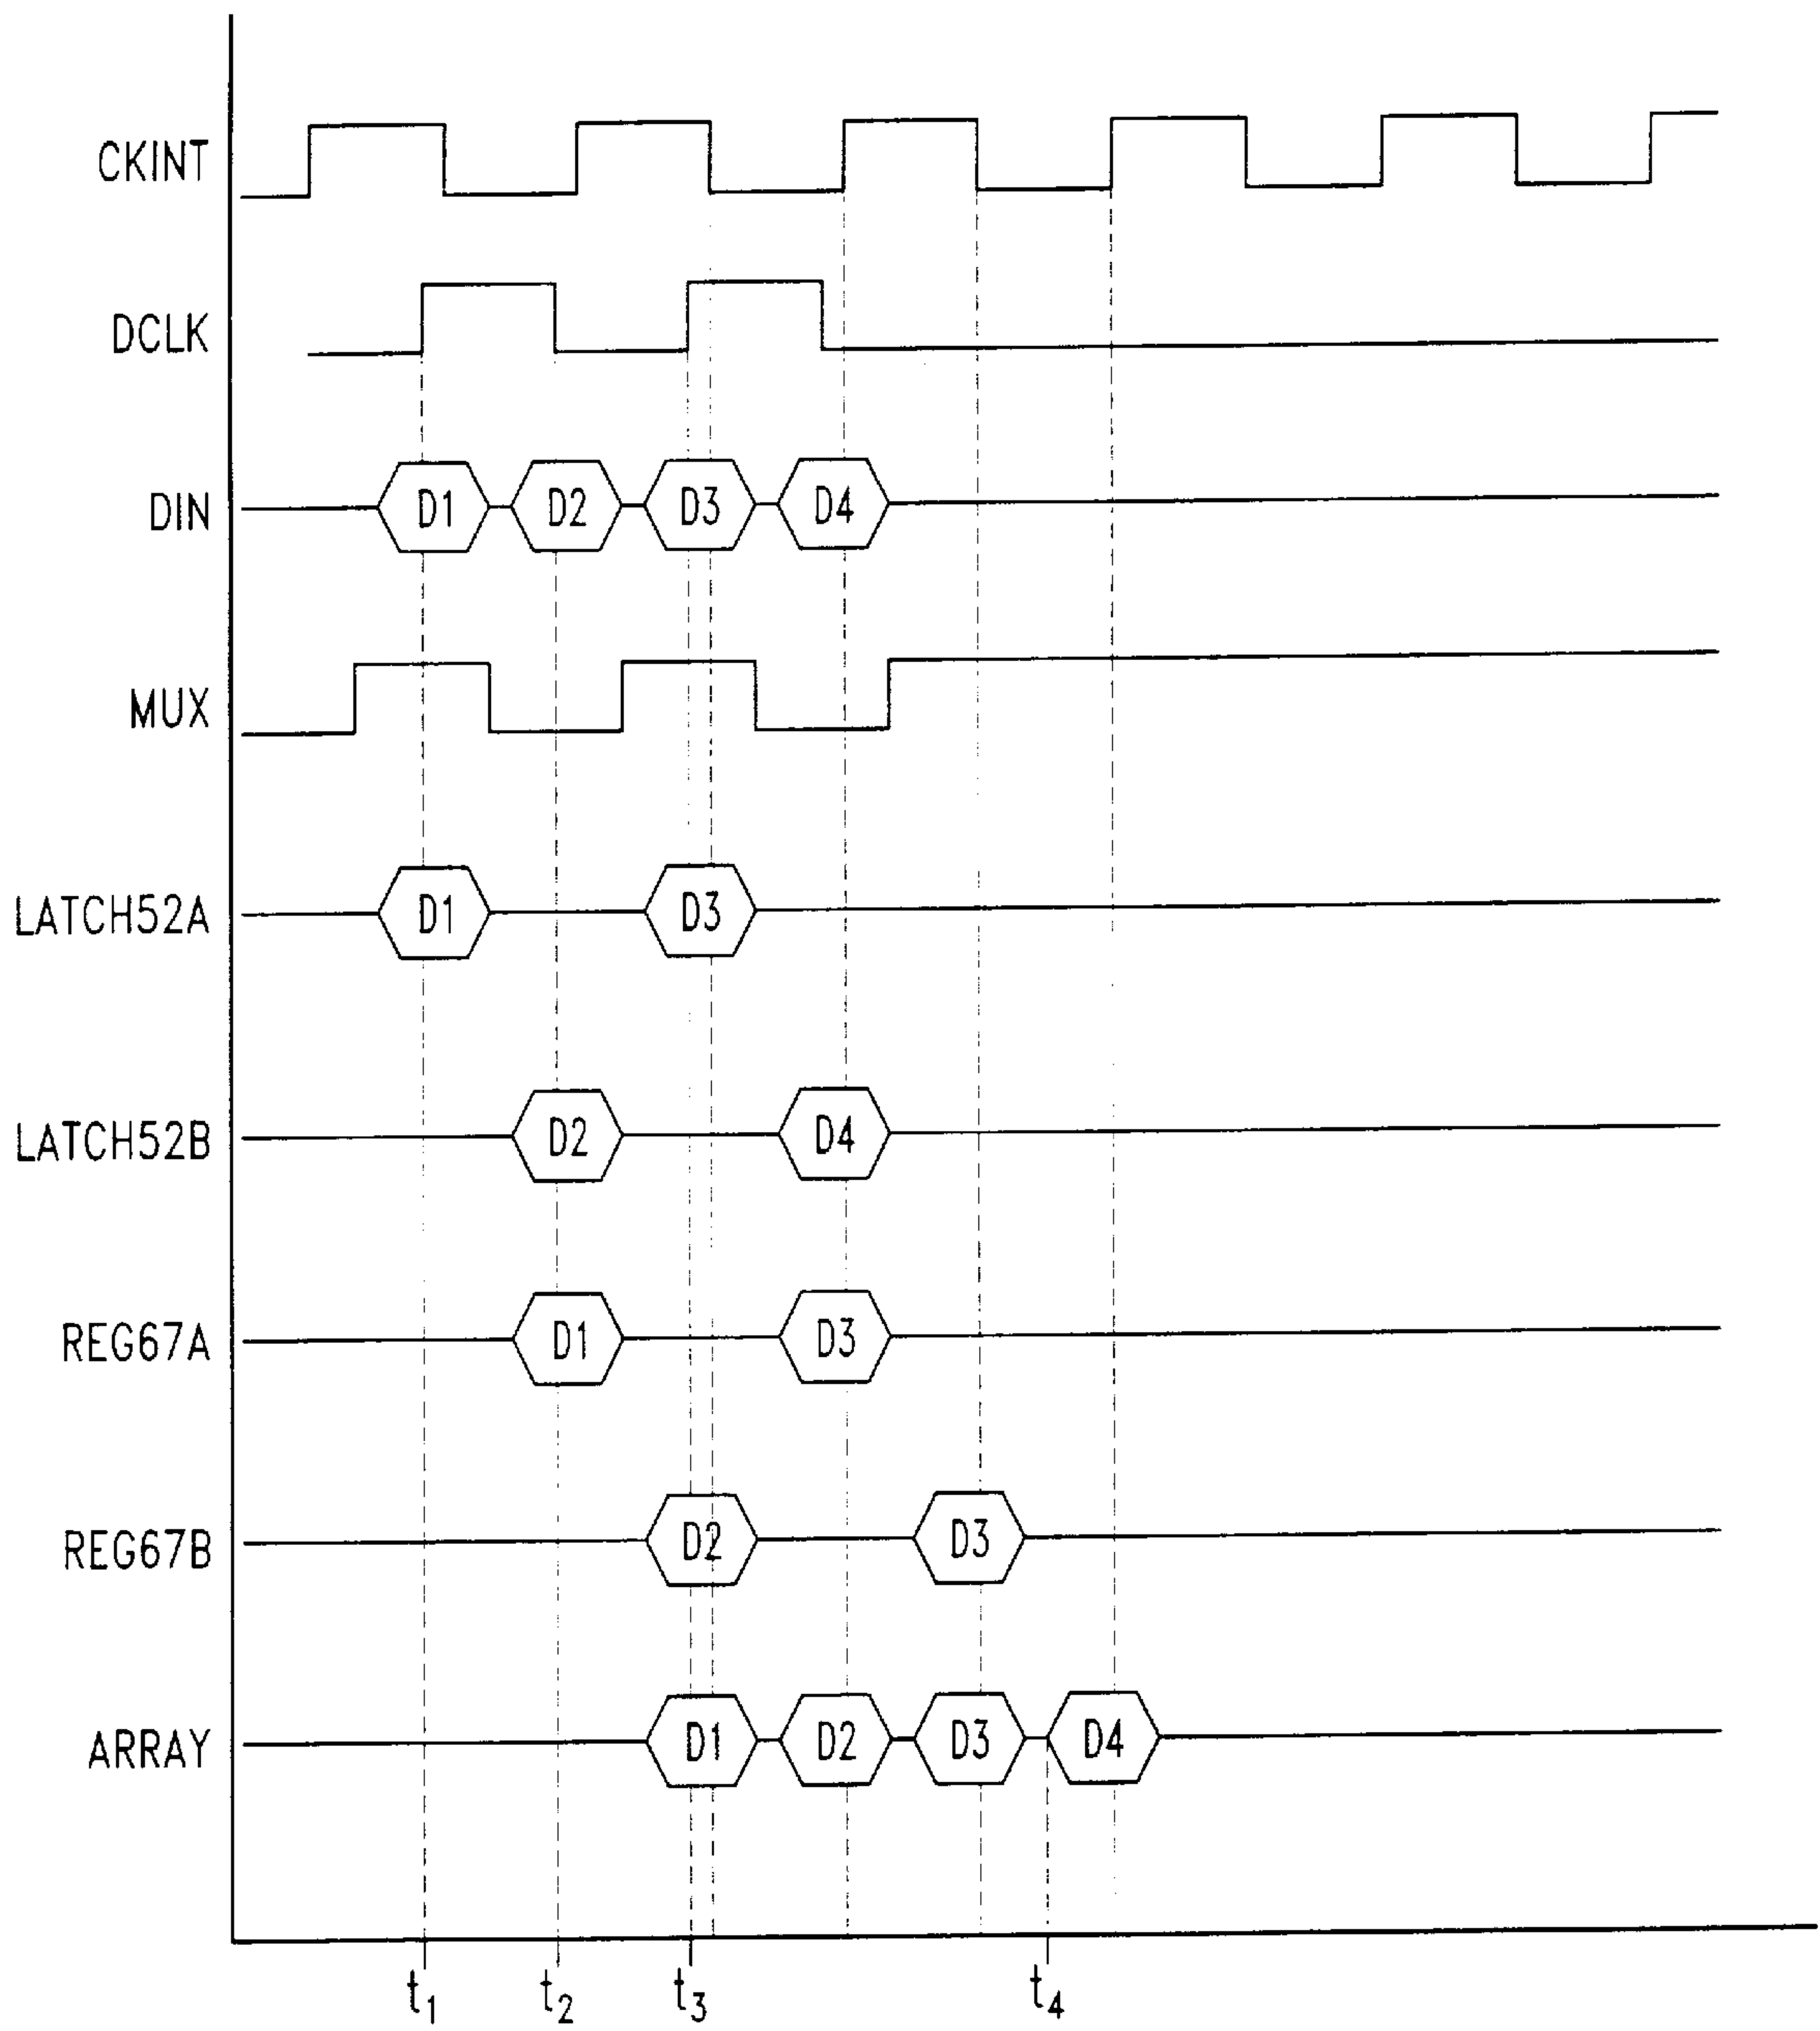 CKINT
DCLK
DIN D1 D2 D3 D4
MUX
LATCH52A D1 D3
LATCH52B D2 D4
REG67A D1 D3
REG67B D2 D3
ARRAY D1 D2 D3 D4
t1 t2 t3 t4